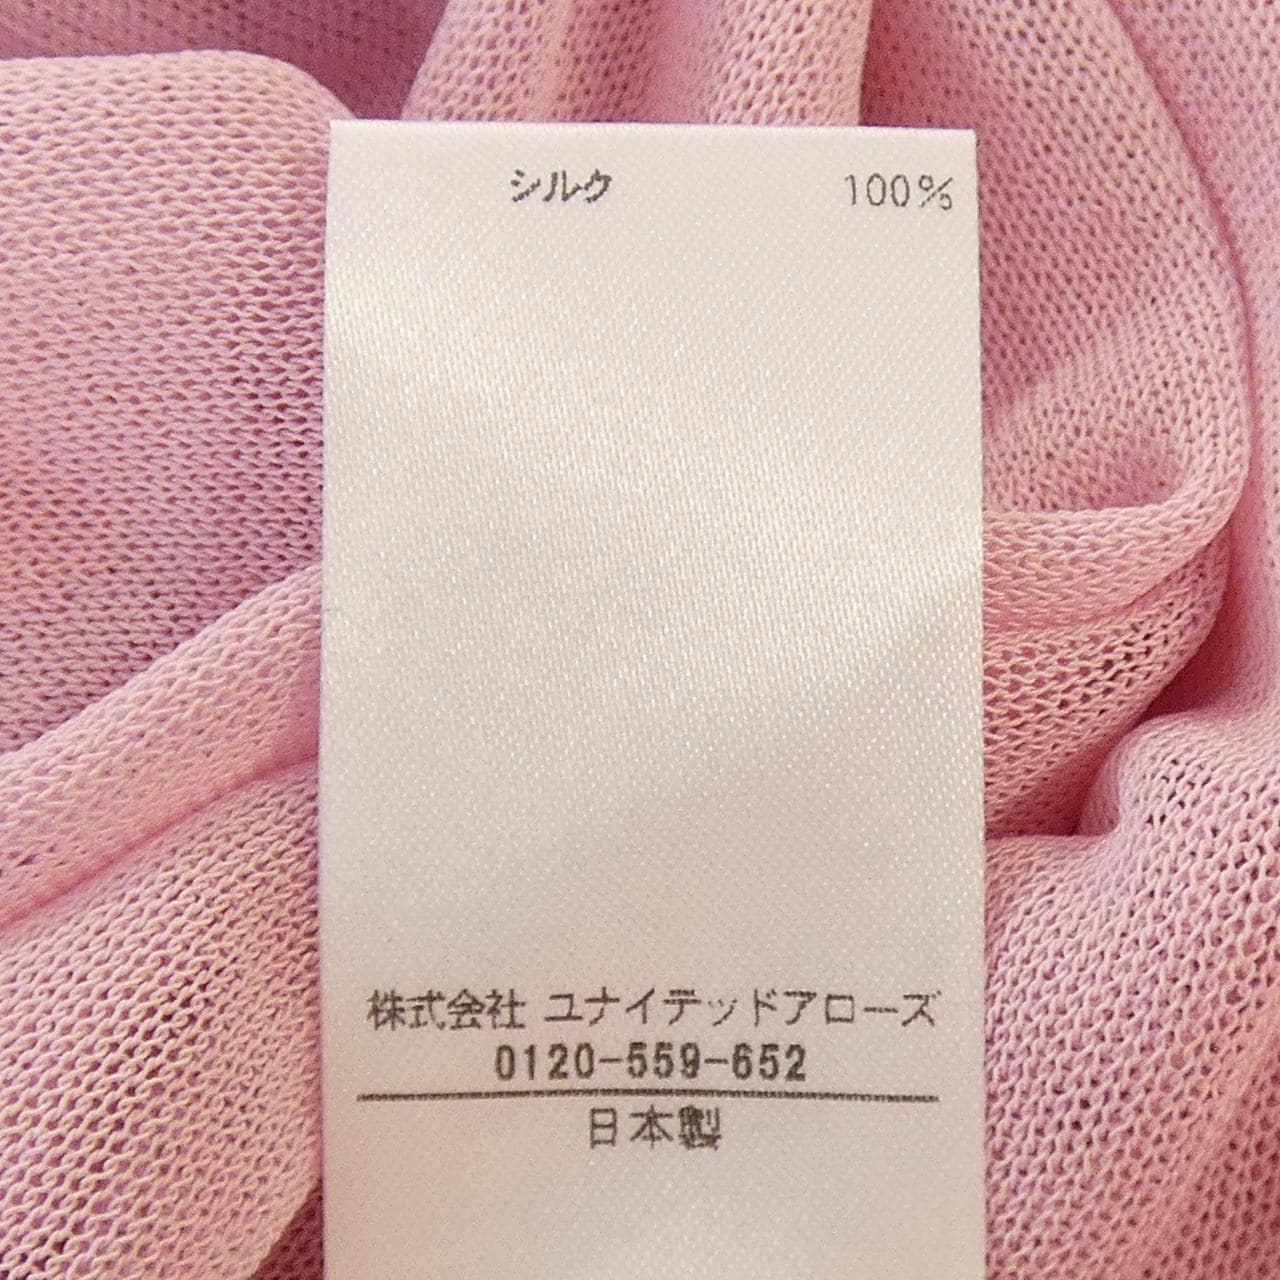 シルク 100%
株式会社 ユナイテッドアローズ
0120-559-652
日本製